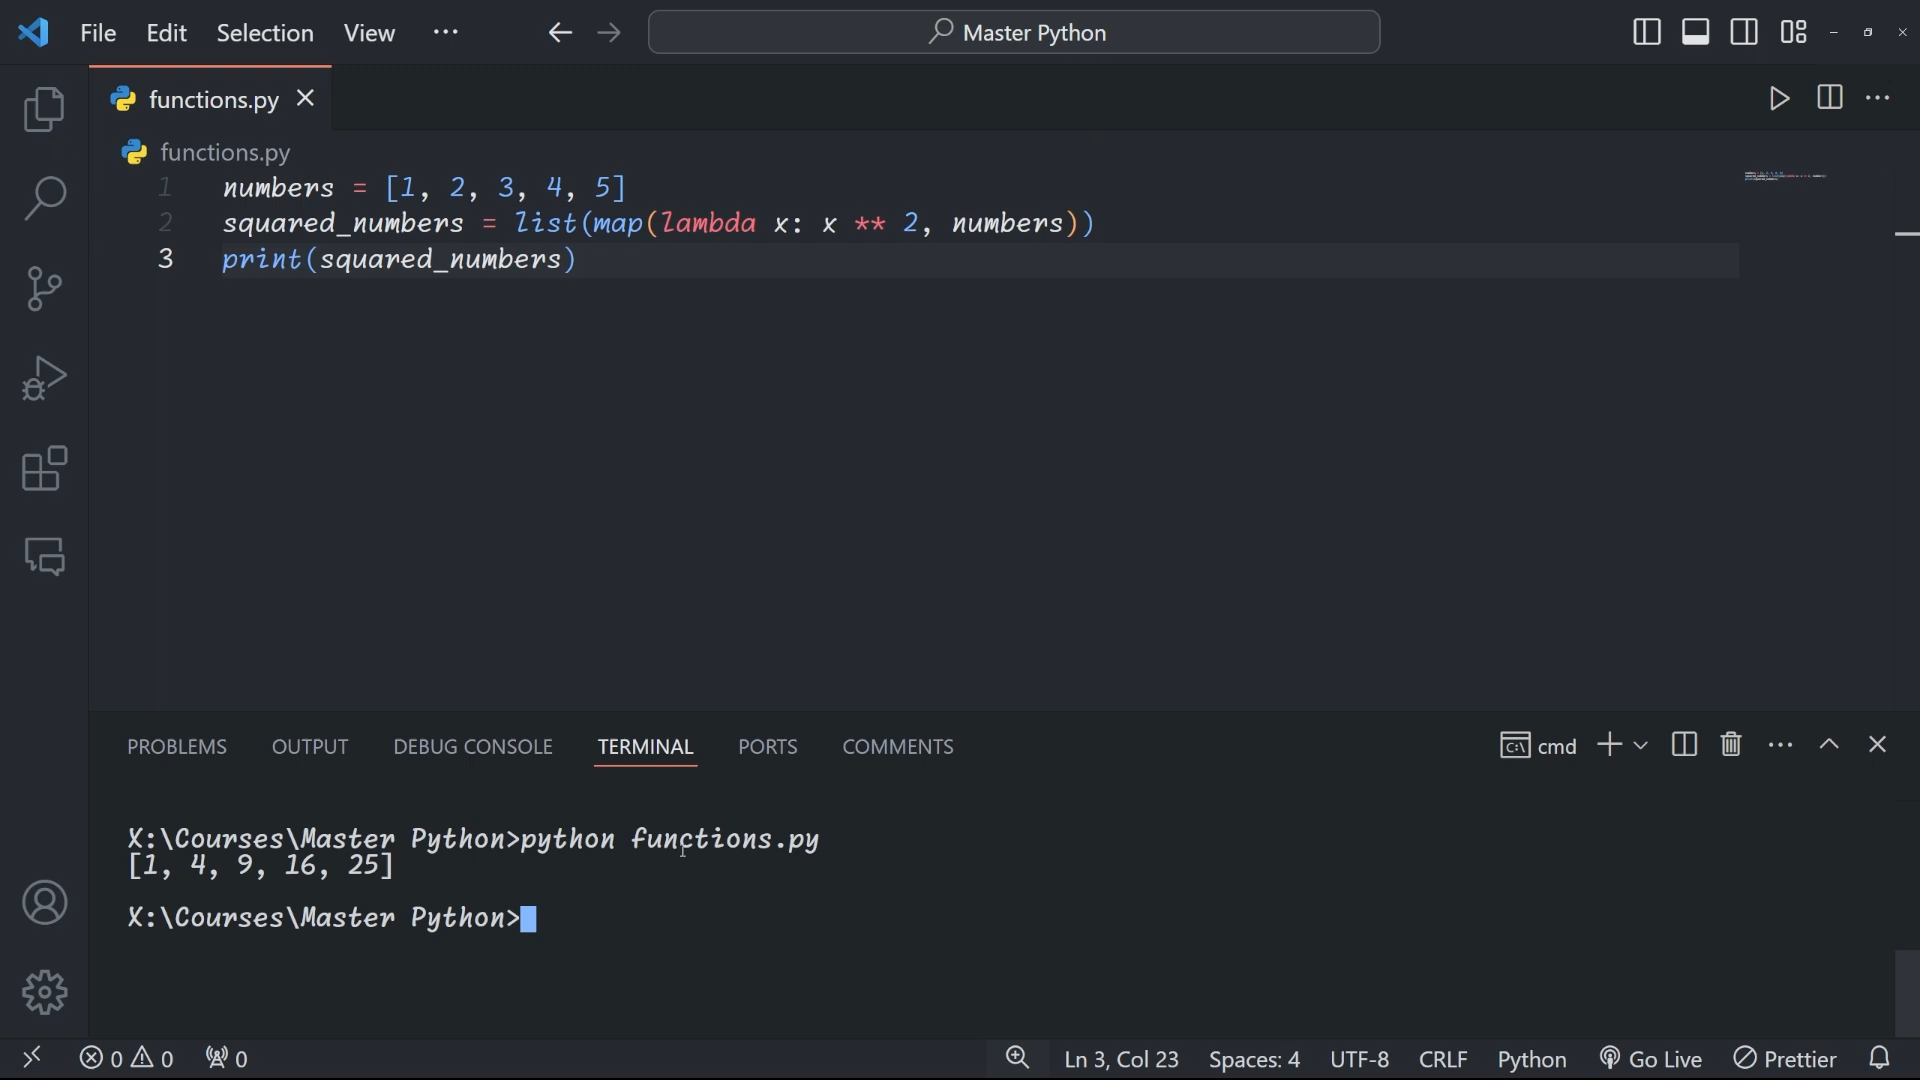 File Edit Selection View ··· Master Python
functions.py
functions.py
1 numbers = [1, 2, 3, 4, 5]
2 squared_numbers = list(map(lambda x: x ** 2, numbers))
3 print(squared_numbers)
PROBLEMS OUTPUT DEBUG CONSOLE TERMINAL PORTS COMMENTS cmd
X:\Courses\Master Python>python functions.py
[1, 4, 9, 16, 25]
X:\Courses\Master Python>
0 0 0 Ln 3, Col 23 Spaces: 4 UTF-8 CRLF Python Go Live Prettier